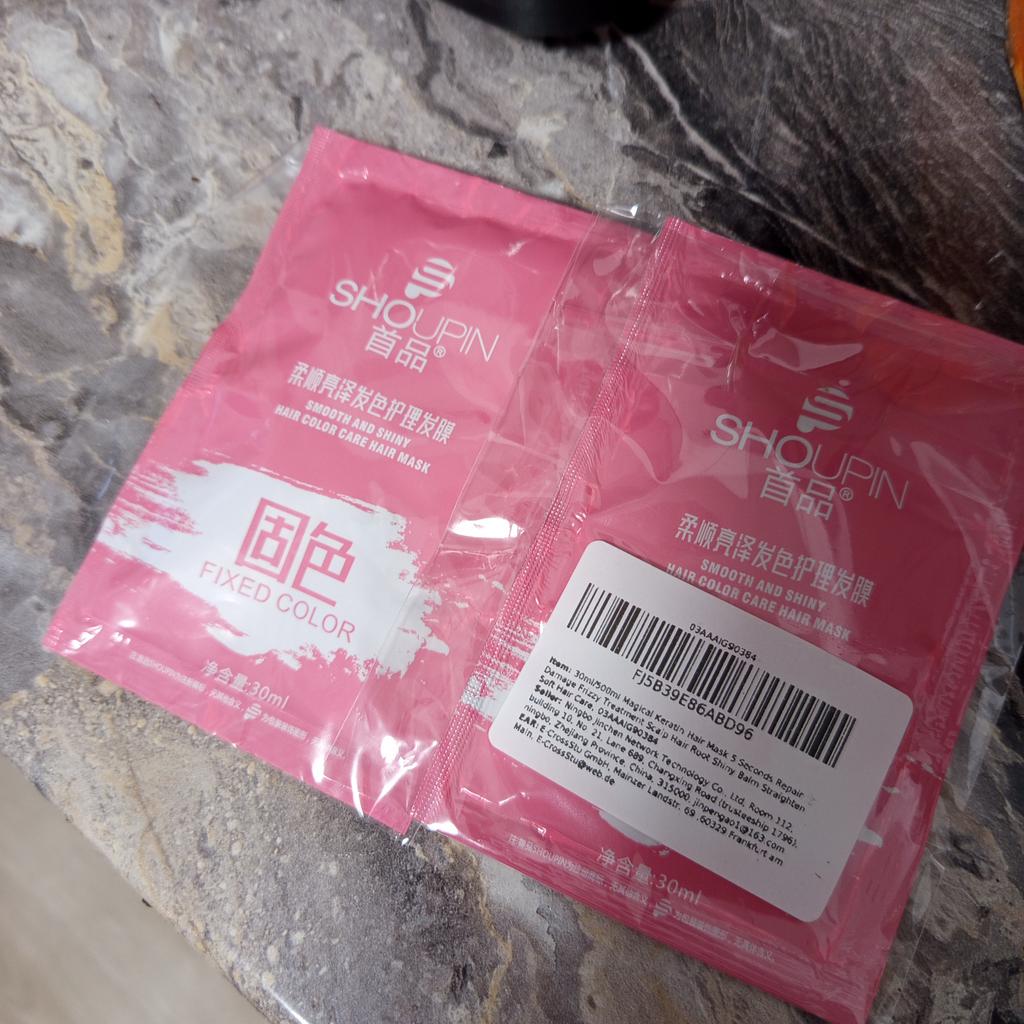 SHOUPIN
首品®
柔顺亮泽发色护理发膜
SMOOTH AND SHINY
HAIR COLOR CARE HAIR MASK
固色
FIXED COLOR
净含量:30ml
SHOUPIN
首品®
柔顺亮泽发色护理发膜
SMOOTH AND SHINY
HAIR COLOR CARE HAIR MASK
03AAAIG903B4
FJ5B39E86ABD96
Item: 30ml/500ml Magical Keratin Hair Mask 5 Seconds Repair
Damage Frizzy Treatment Scalp Hair Root Shiny Balm Straighten
Soft Hair Care, 03AAAIG903B4
Seller: Ningbo Jinchen Network Technology Co., Ltd, Room 112,
building 10, No. 21, Lane 689, Changxing Road (trusteeship 1796),
ningbo, Zhejiang Province, China, 315000, jinpengao1@163.com
EAR: E-CrossStu GmbH, Mainzer Landstr. 69, 60329 Frankfurt am
Main, E-CrossStu@web.de
净含量:30ml